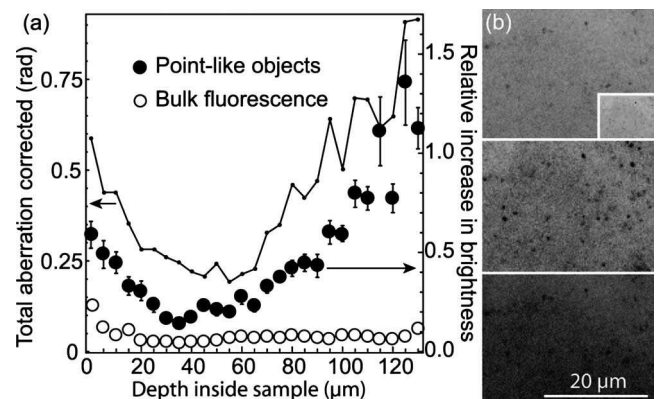 (a)
Total aberration corrected (rad)
0.75
0.5
0.25
0
Point-like objects
Bulk fluorescence
1.5
1.0
0.5
0.0
Relative increase in brightness
0 20 40 60 80 100 120
Depth inside sample (μm)
(b)
20 μm